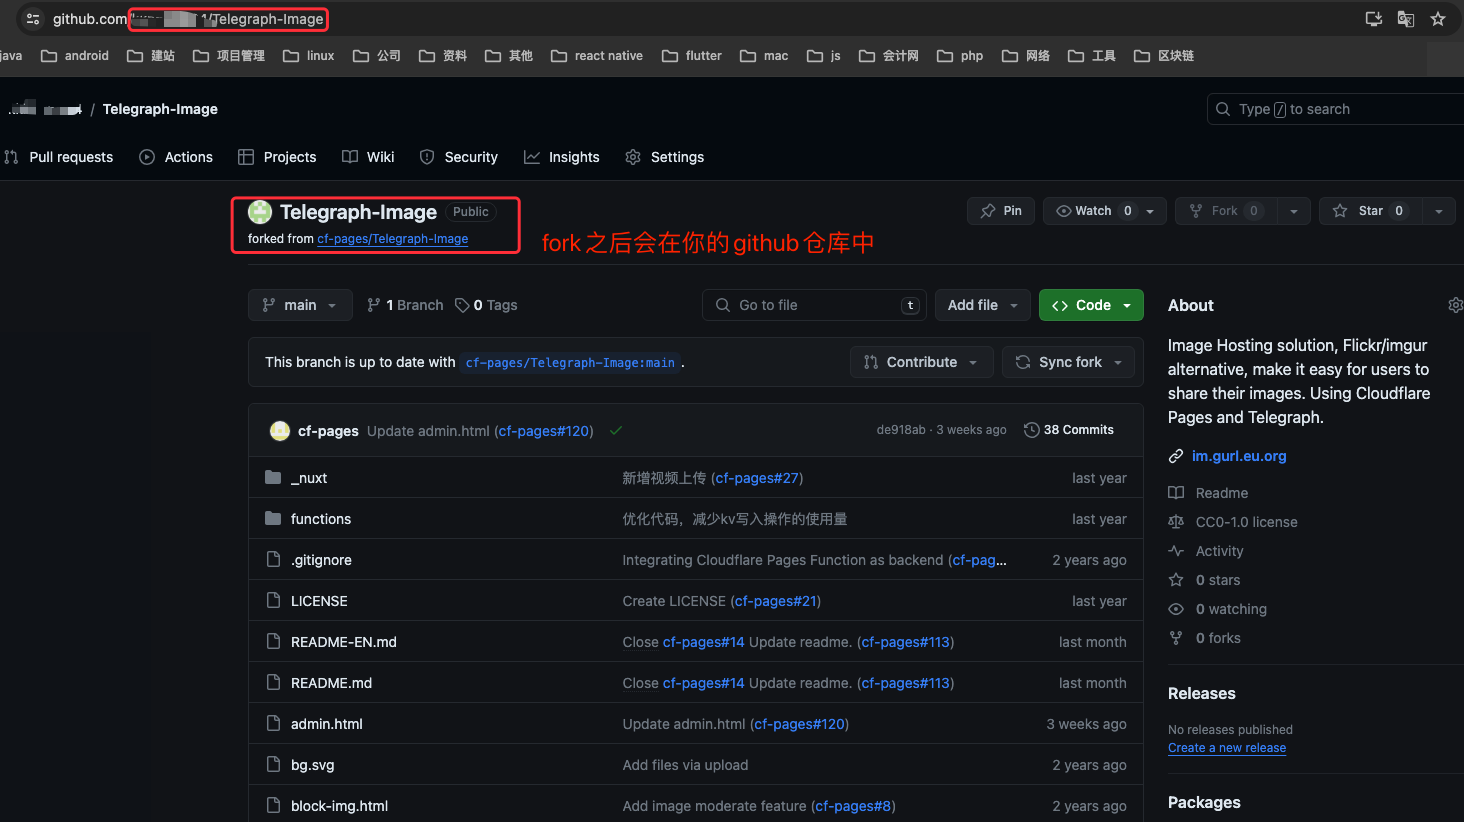 github.com/ /Telegraph-Image
java android 建站 项目管理 linux 公司 资料 其他 react native flutter mac js 会计网 php 网络 工具 区块链
/ Telegraph-Image
Type / to search
Pull requests Actions Projects Wiki Security Insights Settings
Telegraph-Image Public
Pin Watch 0 Fork 0 Star 0
forked from cf-pages/Telegraph-Image
fork之后会在你的github仓库中
main 1 Branch 0 Tags Go to file t Add file Code
This branch is up to date with cf-pages/Telegraph-Image:main . Contribute Sync fork
cf-pages Update admin.html (cf-pages#120) de918ab · 3 weeks ago 38 Commits
_nuxt 新增视频上传 (cf-pages#27) last year
functions 优化代码，减少kv写入操作的使用量 last year
.gitignore Integrating Cloudflare Pages Function as backend (cf-pag... 2 years ago
LICENSE Create LICENSE (cf-pages#21) last year
README-EN.md Close cf-pages#14 Update readme. (cf-pages#113) last month
README.md Close cf-pages#14 Update readme. (cf-pages#113) last month
admin.html Update admin.html (cf-pages#120) 3 weeks ago
bg.svg Add files via upload 2 years ago
block-img.html Add image moderate feature (cf-pages#8) 2 years ago
About
Image Hosting solution, Flickr/imgur
alternative, make it easy for users to
share their images. Using Cloudflare
Pages and Telegraph.
im.gurl.eu.org
Readme
CC0-1.0 license
Activity
0 stars
0 watching
0 forks
Releases
No releases published
Create a new release
Packages